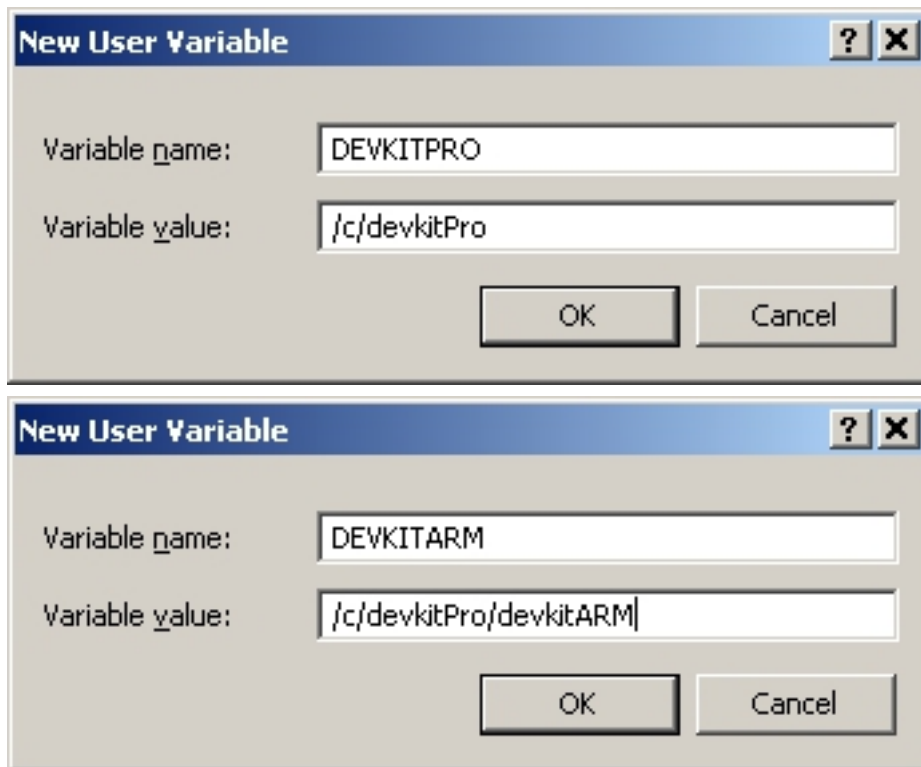 New User Variable ?
Variable name: DEVKITPRO
Variable value: /c/devkitPro
OK Cancel
New User Variable ?
Variable name: DEVKITARM
Variable value: /c/devkitPro/devkitARM
OK Cancel